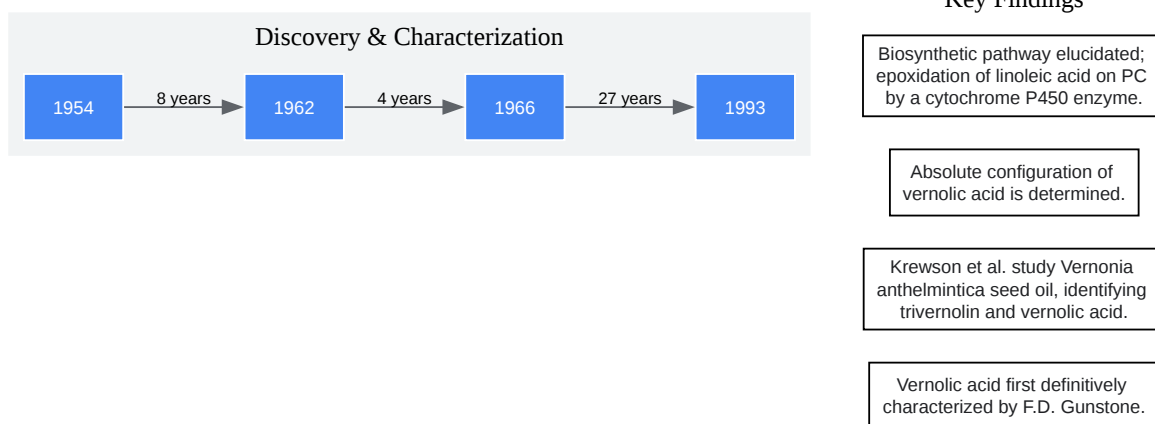 Key Findings
Discovery & Characterization
1954
8 years
1962
4 years
1966
27 years
1993
Biosynthetic pathway elucidated;
epoxidation of linoleic acid on PC
by a cytochrome P450 enzyme.
Absolute configuration of
vernolic acid is determined.
Krewson et al. study Vernonia
anthelmintica seed oil, identifying
trivernolin and vernolic acid.
Vernolic acid first definitively
characterized by F.D. Gunstone.